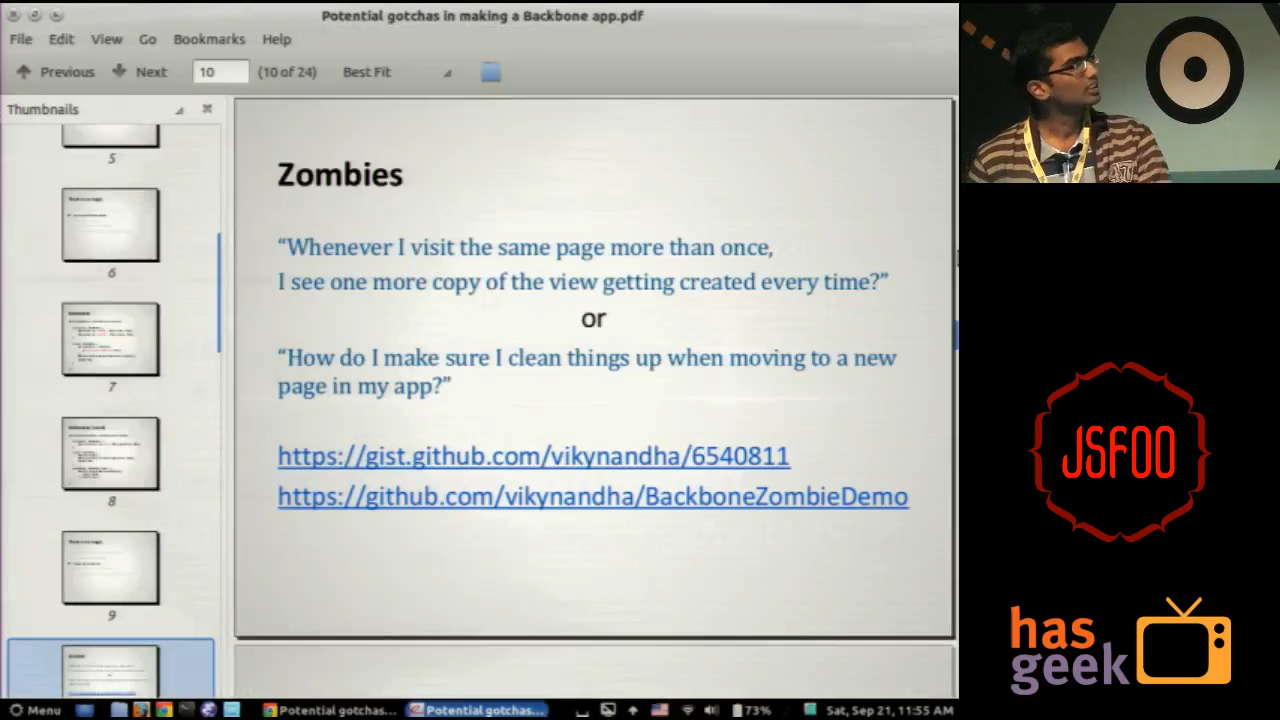 Potential gotchas in making a Backbone app.pdf
File Edit View Go Bookmarks Help
Previous Next 10 (10 of 24) Best Fit
Thumbnails
5
6
7
8
9
Zombies
“Whenever I visit the same page more than once,
I see one more copy of the view getting created every time?”
or
“How do I make sure I clean things up when moving to a new
page in my app?”
https://gist.github.com/vikynandha/6540811
https://github.com/vikynandha/BackboneZombieDemo
JSFOO
has
geek
Menu Potential gotchas... Potential gotchas... 73% Sat, Sep 21, 11:55 AM